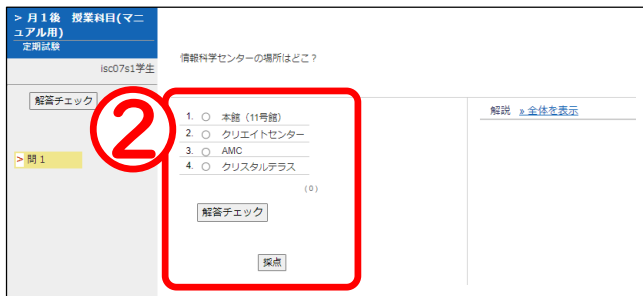 > 月1後 授業科目(マニ
ュアル用)
定期試験
isc07s1学生
解答チェック
> 問1
情報科学センターの場所はどこ？
②
1. 本館（11号館）
2. クリエイトセンター
3. AMC
4. クリスタルテラス
(0)
解答チェック
採点
解説 »全体を表示